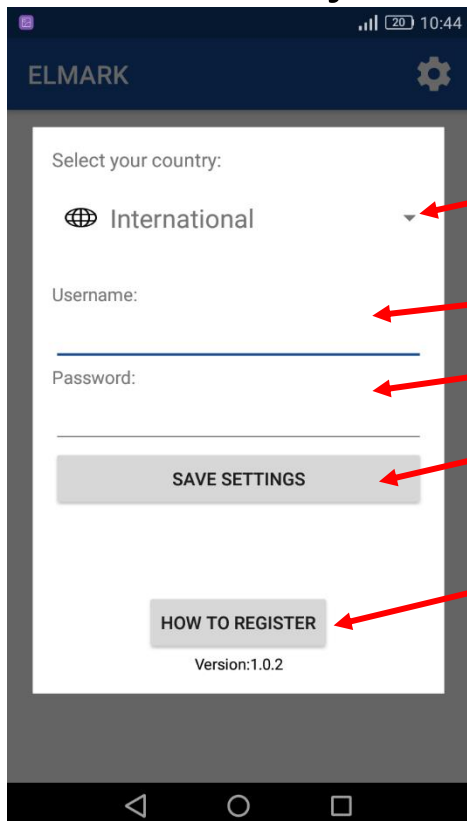 20 10:44
ELMARK
Select your country:
International
Username:
Password:
SAVE SETTINGS
HOW TO REGISTER
Version:1.0.2